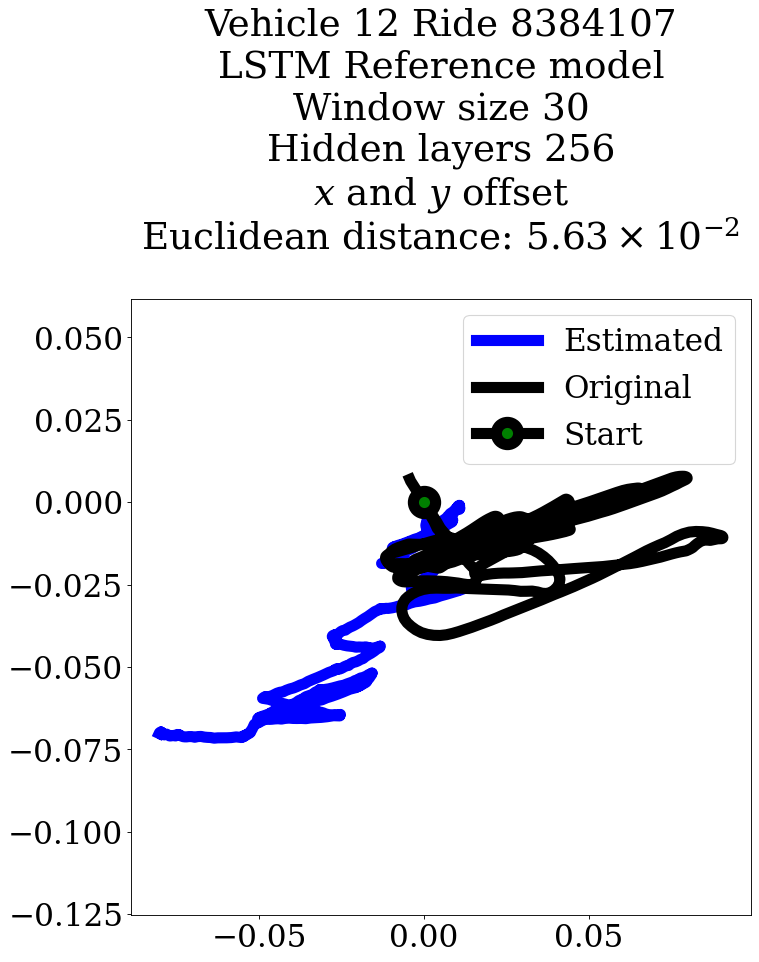 Vehicle 12 Ride 8384107
LSTM Reference model
Window size 30
Hidden layers 256
x and y offset
Euclidean distance: 5.63 × 10⁻²
Estimated
Original
Start
0.050
0.025
0.000
−0.025
−0.050
−0.075
−0.100
−0.125
−0.05 0.00 0.05